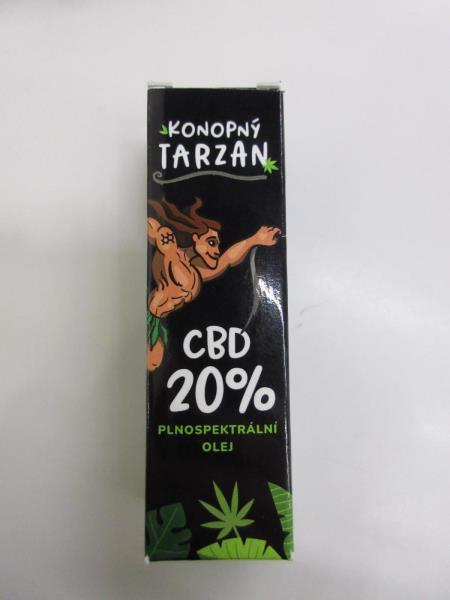 KONOPNÝ
TARZAN
CBD
20%
PLNOSPEKTRÁLNÍ
OLEJ